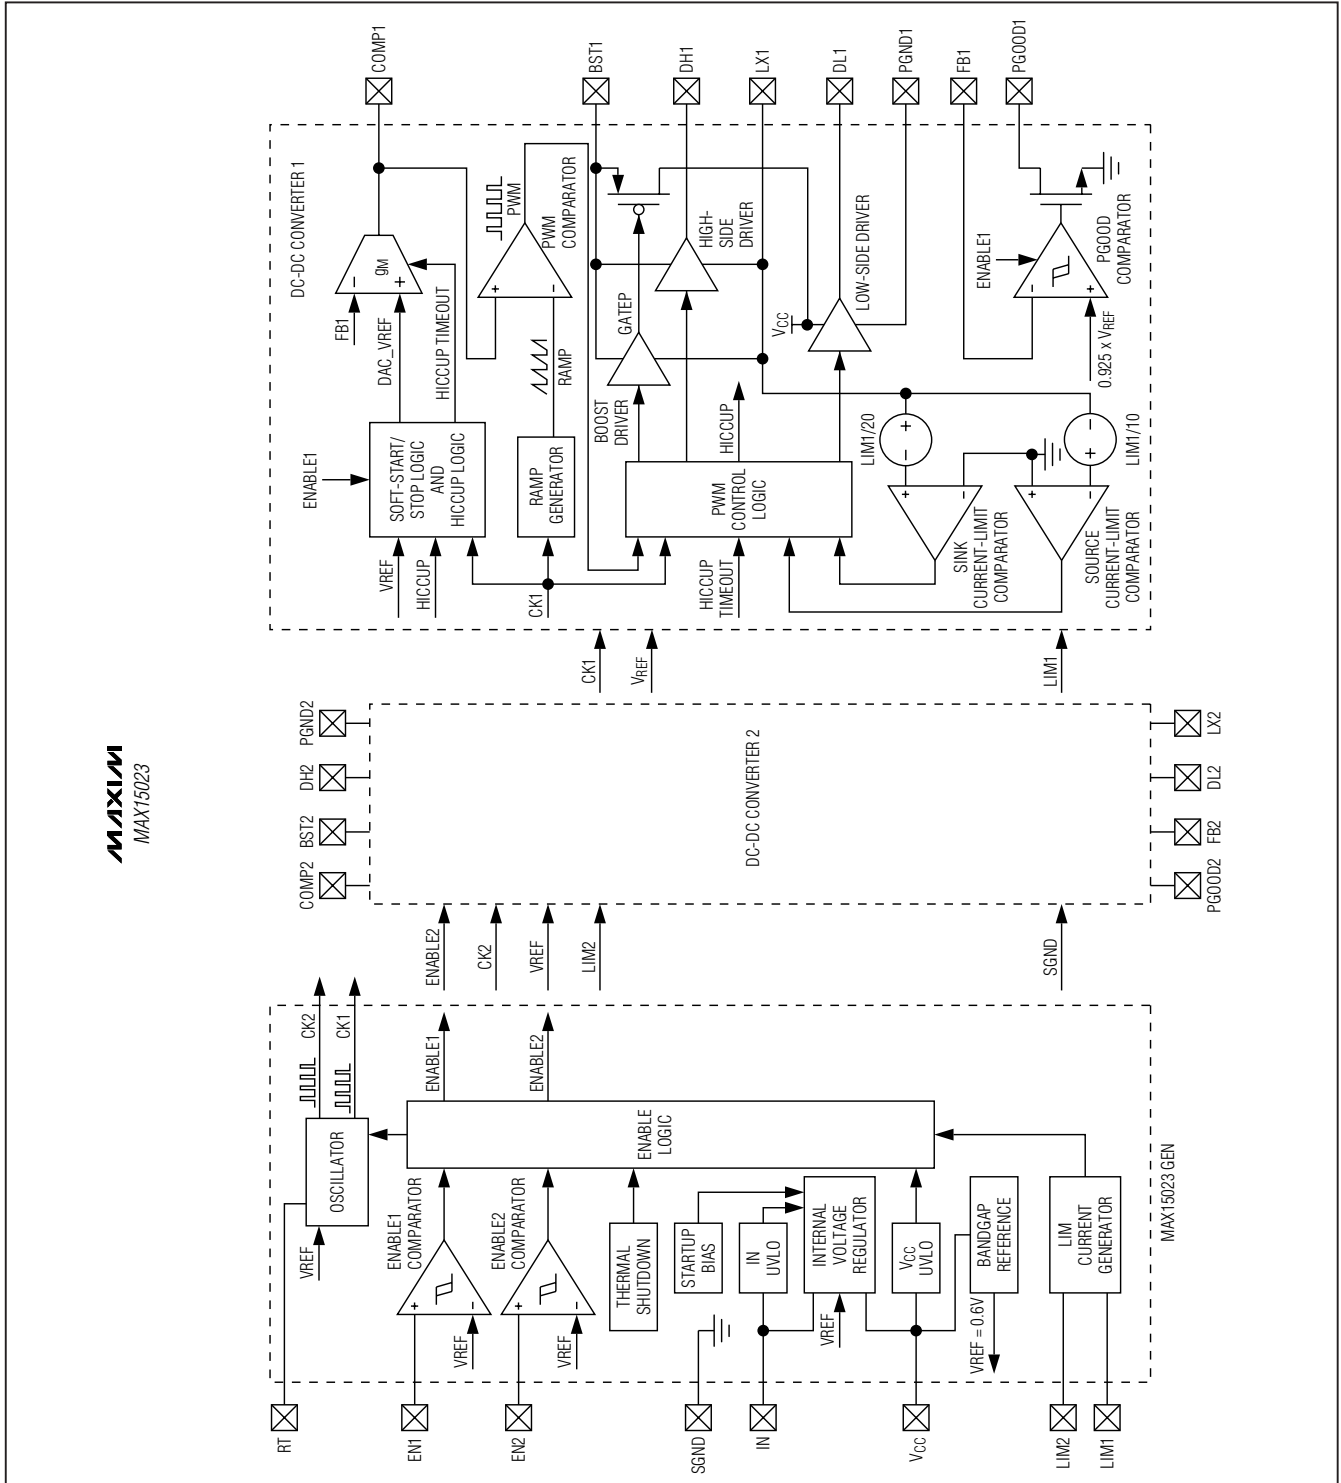 MAXIM
MAX15023
RT
EN1
EN2
SGND
IN
VCC
LIM2
LIM1
MAX15023 GEN
VREF
OSCILLATOR
CK2
CK1
ENABLE1
COMPARATOR
+
−
VREF
ENABLE2
COMPARATOR
+
−
VREF
THERMAL
SHUTDOWN
STARTUP
BIAS
IN
UVLO
INTERNAL
VOLTAGE
REGULATOR
VREF
VCC
UVLO
BANDGAP
REFERENCE
VREF = 0.6V
LIM
CURRENT
GENERATOR
ENABLE
LOGIC
ENABLE1
ENABLE2
ENABLE2
CK2
VREF
LIM2
SGND
COMP2
BST2
DH2
PGND2
DC-DC CONVERTER 2
PGOOD2
FB2
DL2
LX2
CK1
VREF
LIM1
DC-DC CONVERTER 1
ENABLE1
VREF
HICCUP
SOFT-START/
STOP LOGIC
AND
HICCUP LOGIC
FB1
DAC_VREF
HICCUP TIMEOUT
−
+
gM
CK1
RAMP
GENERATOR
RAMP
+
−
PWM
PWM
COMPARATOR
HICCUP
TIMEOUT
PWM
CONTROL
LOGIC
HICCUP
BOOST
DRIVER
GATEP
HIGH-
SIDE
DRIVER
VCC
LOW-SIDE DRIVER
LIM1/20
−
+
+
−
SINK
CURRENT-LIMIT
COMPARATOR
LIM1/10
+
−
+
−
SOURCE
CURRENT-LIMIT
COMPARATOR
ENABLE1
−
+
0.925 x VREF
PGOOD
COMPARATOR
COMP1
BST1
DH1
LX1
DL1
PGND1
FB1
PGOOD1